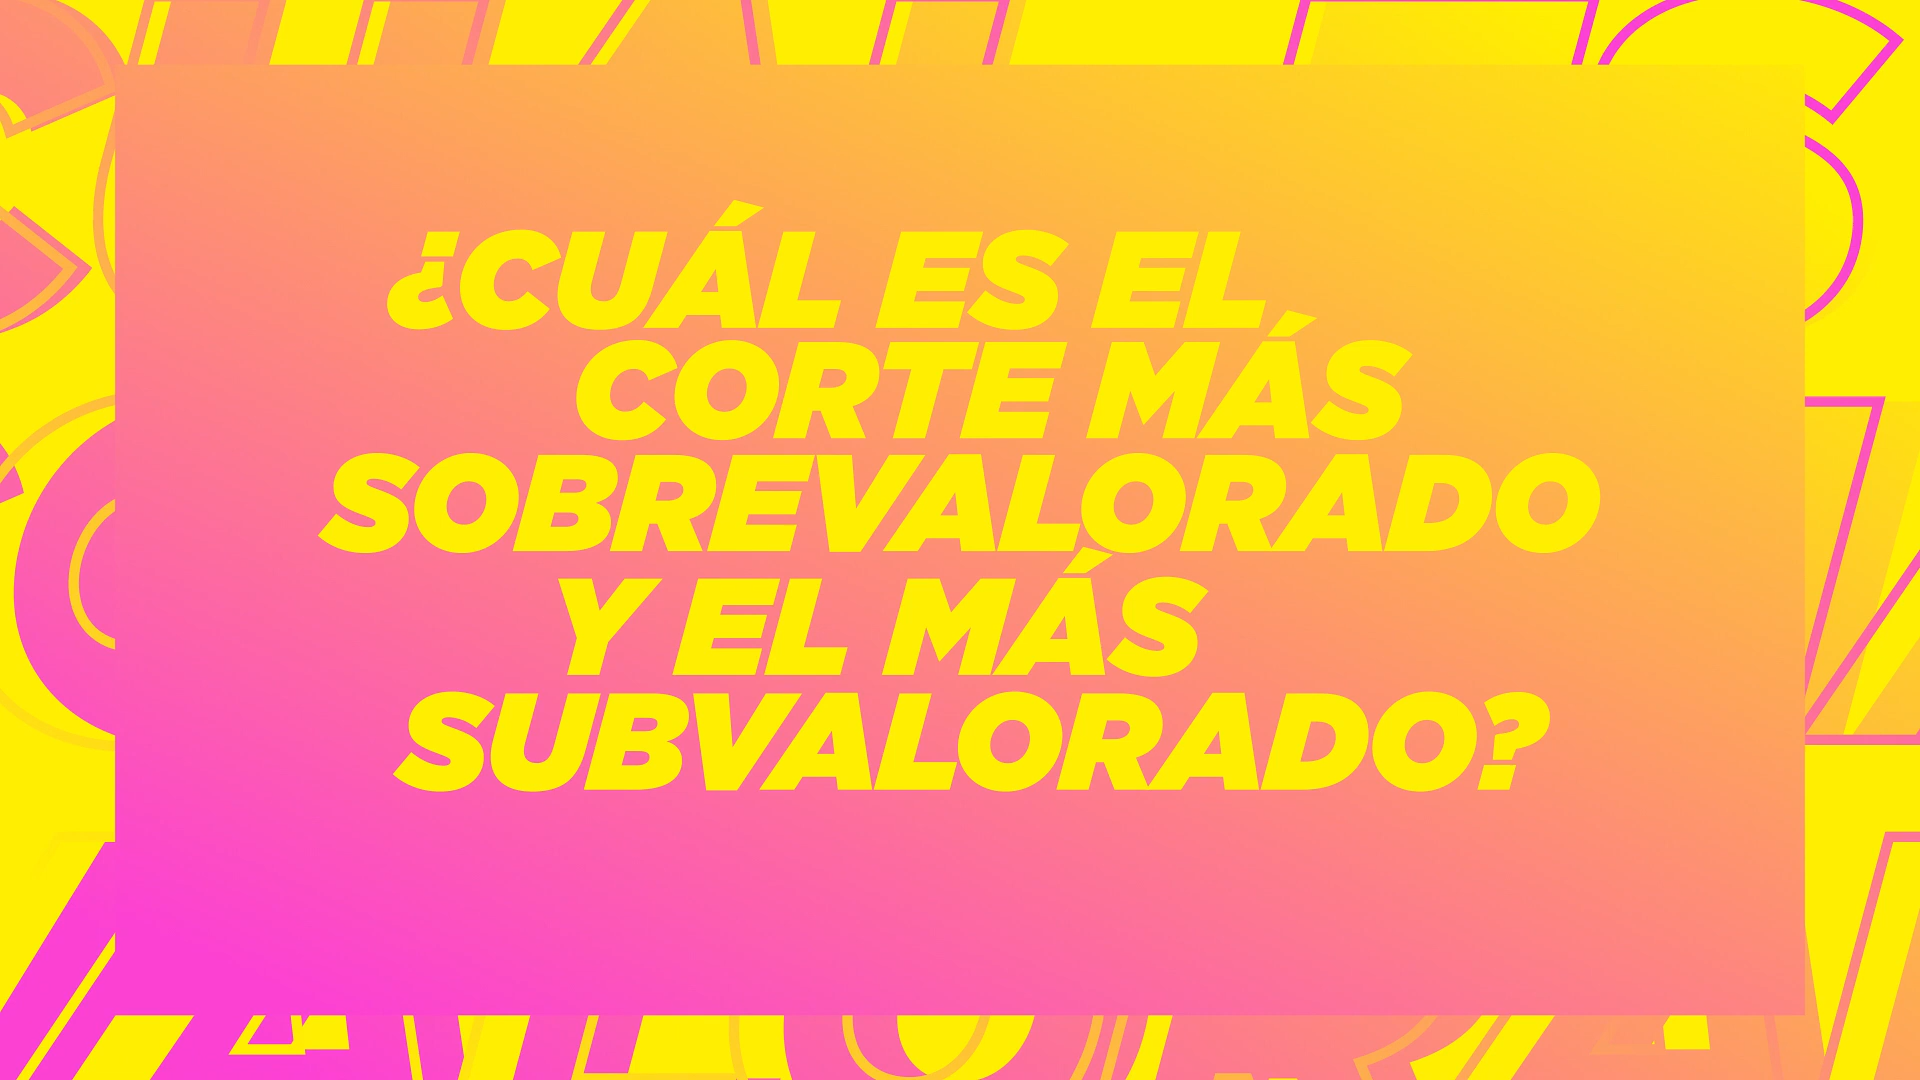 ¿CUÁL ES EL
CORTE MÁS
SOBREVALORADO
Y EL MÁS
SUBVALORADO?